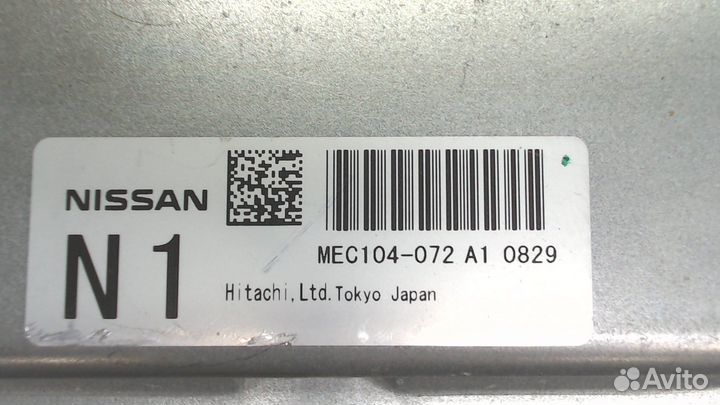 NISSAN
N1
MEC104-072 A1 0829
Hitachi,Ltd.Tokyo Japan
Avito